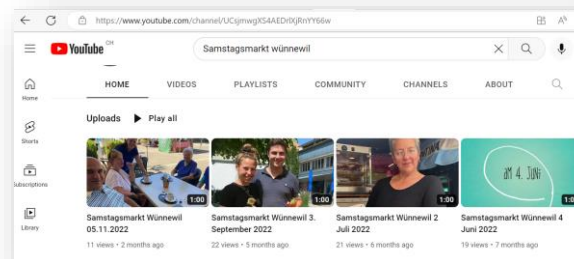 https://www.youtube.com/channel/UCsjmwgXS4AEDrlXjRnYY66w
YouTube CH
Samstagsmarkt wünnewil
Home
Shorts
Subscriptions
Library
HOME VIDEOS PLAYLISTS COMMUNITY CHANNELS ABOUT
Uploads Play all
1:00 1:00 1:00
AM 4. JUNI
Samstagsmarkt Wünnewil 05.11.2022
11 views • 2 months ago
Samstagsmarkt Wünnewil 3. September 2022
22 views • 5 months ago
Samstagsmarkt Wünnewil 2 Juli 2022
21 views • 6 months ago
Samstagsmarkt Wünnewil 4 Juni 2022
19 views • 7 months ago